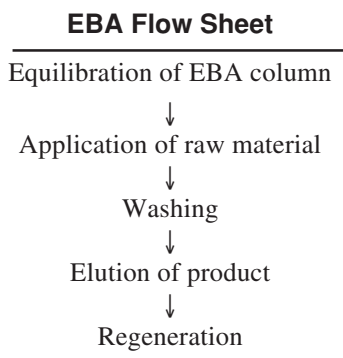 EBA Flow Sheet
Equilibration of EBA column
↓
Application of raw material
↓
Washing
↓
Elution of product
↓
Regeneration